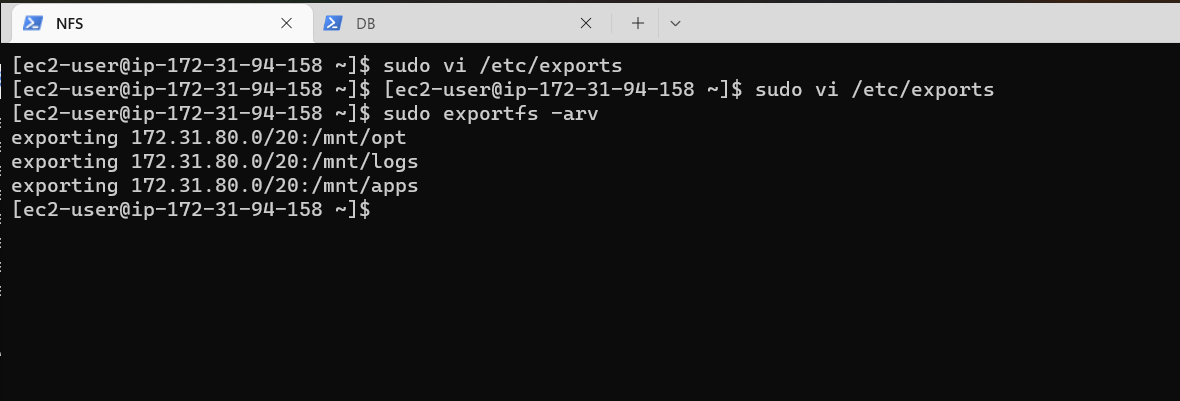 NFS
DB
[ec2-user@ip-172-31-94-158 ~]$ sudo vi /etc/exports
[ec2-user@ip-172-31-94-158 ~]$ [ec2-user@ip-172-31-94-158 ~]$ sudo vi /etc/exports
[ec2-user@ip-172-31-94-158 ~]$ sudo exportfs -arv
exporting 172.31.80.0/20:/mnt/opt
exporting 172.31.80.0/20:/mnt/logs
exporting 172.31.80.0/20:/mnt/apps
[ec2-user@ip-172-31-94-158 ~]$